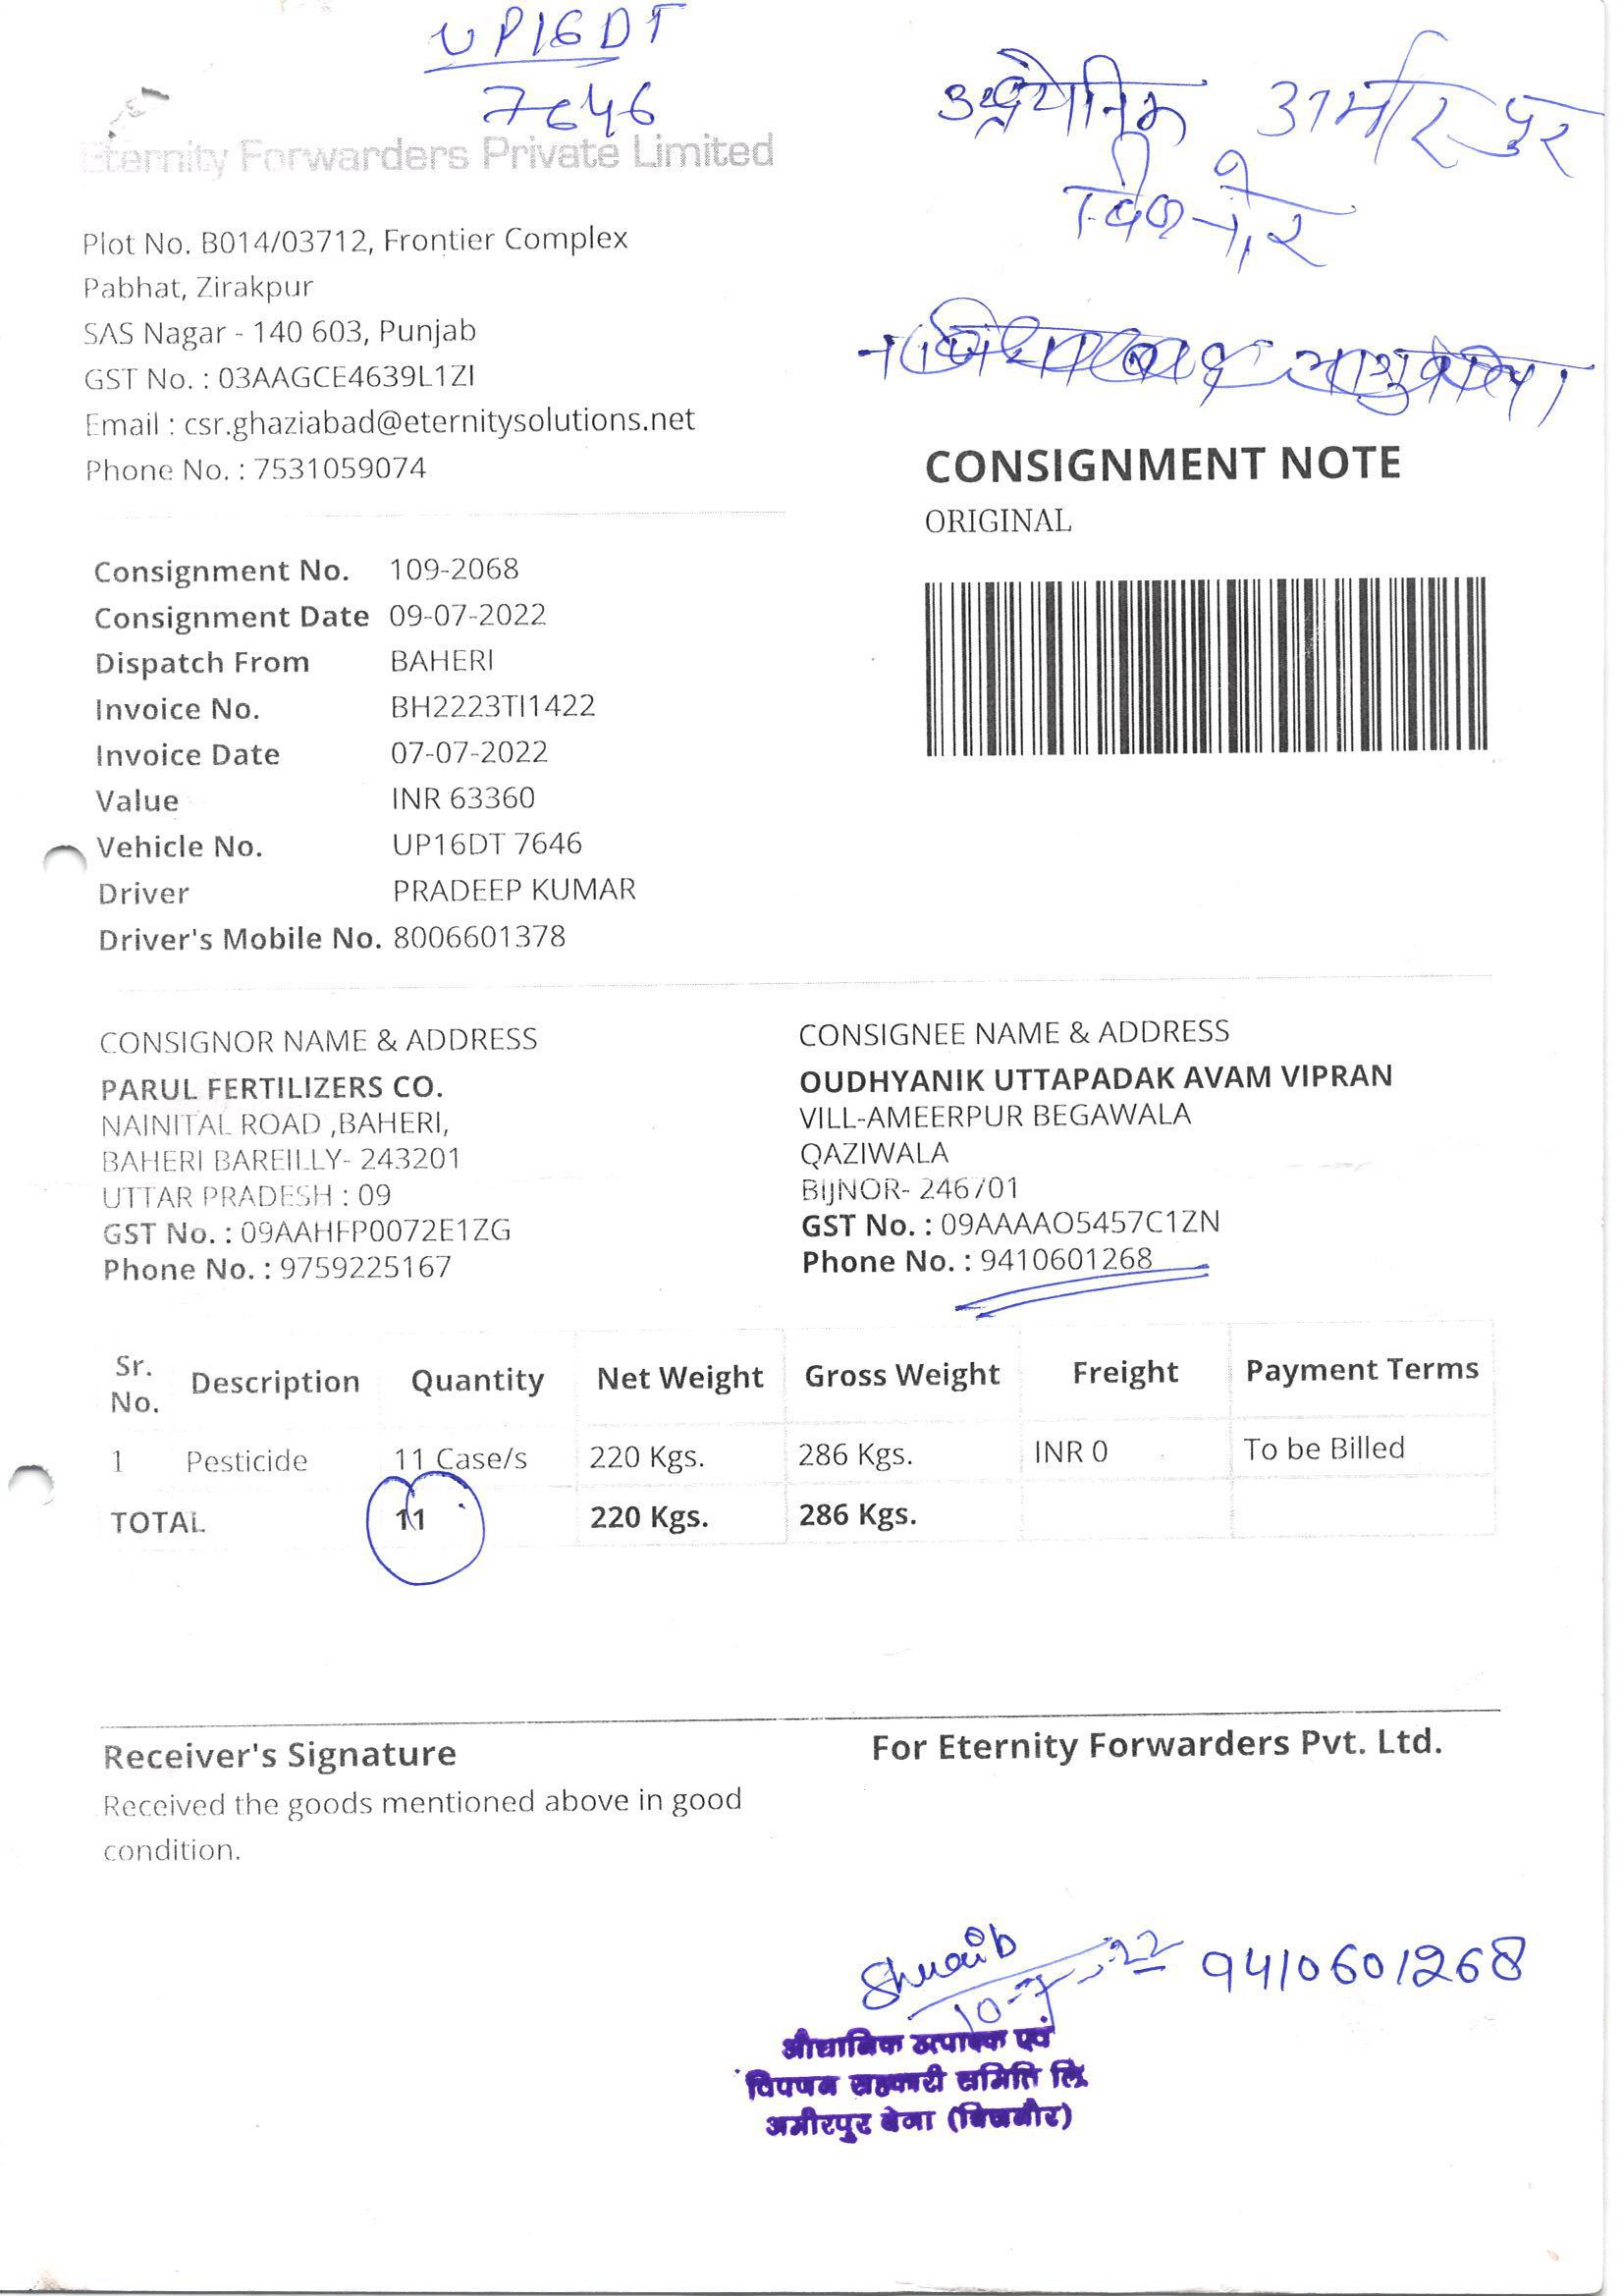 UP16DT
7646
Eternity Forwarders Private Limited
Plot No. B014/03712, Frontier Complex
Pabhat, Zirakpur
SAS Nagar - 140 603, Punjab
GST No. : 03AAGCE4639L1ZI
Email : csr.ghaziabad@eternitysolutions.net
Phone No. : 7531059074
CONSIGNMENT NOTE
ORIGINAL
Consignment No. 109-2068
Consignment Date 09-07-2022
Dispatch From BAHERI
Invoice No. BH2223TI1422
Invoice Date 07-07-2022
Value INR 63360
Vehicle No. UP16DT 7646
Driver PRADEEP KUMAR
Driver's Mobile No. 8006601378
CONSIGNOR NAME & ADDRESS
PARUL FERTILIZERS CO.
NAINITAL ROAD ,BAHERI,
BAHERI BAREILLY- 243201
UTTAR PRADESH : 09
GST No. : 09AAHFP0072E1ZG
Phone No. : 9759225167
CONSIGNEE NAME & ADDRESS
OUDHYANIK UTTAPADAK AVAM VIPRAN
VILL-AMEERPUR BEGAWALA
QAZIWALA
BIJNOR- 246701
GST No. : 09AAAAO5457C1ZN
Phone No. : 9410601268
Sr. No. Description Quantity Net Weight Gross Weight Freight Payment Terms
1 Pesticide 11 Case/s 220 Kgs. 286 Kgs. INR 0 To be Billed
TOTAL 11 220 Kgs. 286 Kgs.
Receiver's Signature
Received the goods mentioned above in good
condition.
For Eternity Forwarders Pvt. Ltd.
Shuaib
10-7-22 9410601268
औद्यानिक उत्पादक एवं
विपणन सहकारी समिति लि.
अमीरपुर बेगा (बिजनौर)